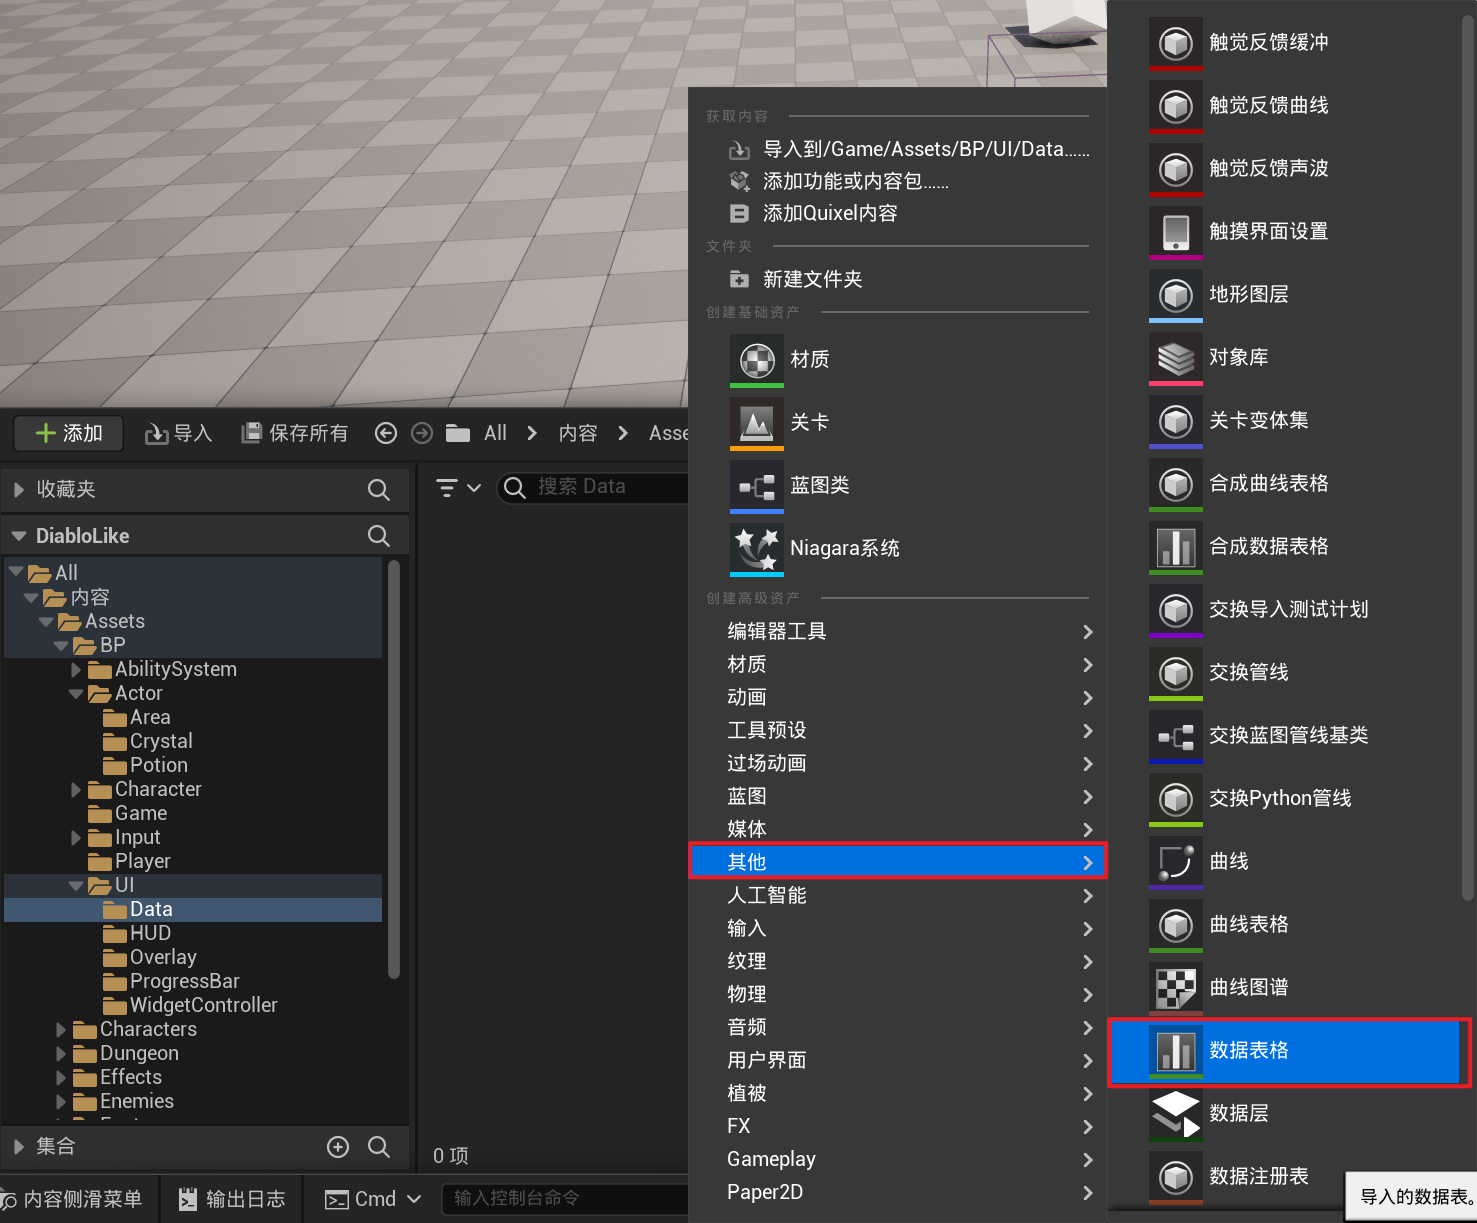 获取内容
导入到/Game/Assets/BP/UI/Data......
添加功能或内容包......
添加Quixel内容
文件夹
新建文件夹
创建基础资产
材质
关卡
蓝图类
Niagara系统
创建高级资产
编辑器工具
材质
动画
工具预设
过场动画
蓝图
媒体
其他
人工智能
输入
纹理
物理
音频
用户界面
植被
FX
Gameplay
Paper2D
触觉反馈缓冲
触觉反馈曲线
触觉反馈声波
触摸界面设置
地形图层
对象库
关卡变体集
合成曲线表格
合成数据表格
交换导入测试计划
交换管线
交换蓝图管线基类
交换Python管线
曲线
曲线表格
曲线图谱
数据表格
数据层
数据注册表
导入的数据表。
添加 导入 保存所有 All 内容 Asse
收藏夹
搜索 Data
DiabloLike
All
内容
Assets
BP
AbilitySystem
Actor
Area
Crystal
Potion
Character
Game
Input
Player
UI
Data
HUD
Overlay
ProgressBar
WidgetController
Characters
Dungeon
Effects
Enemies
集合
0 项
内容侧滑菜单 输出日志 Cmd 输入控制台命令